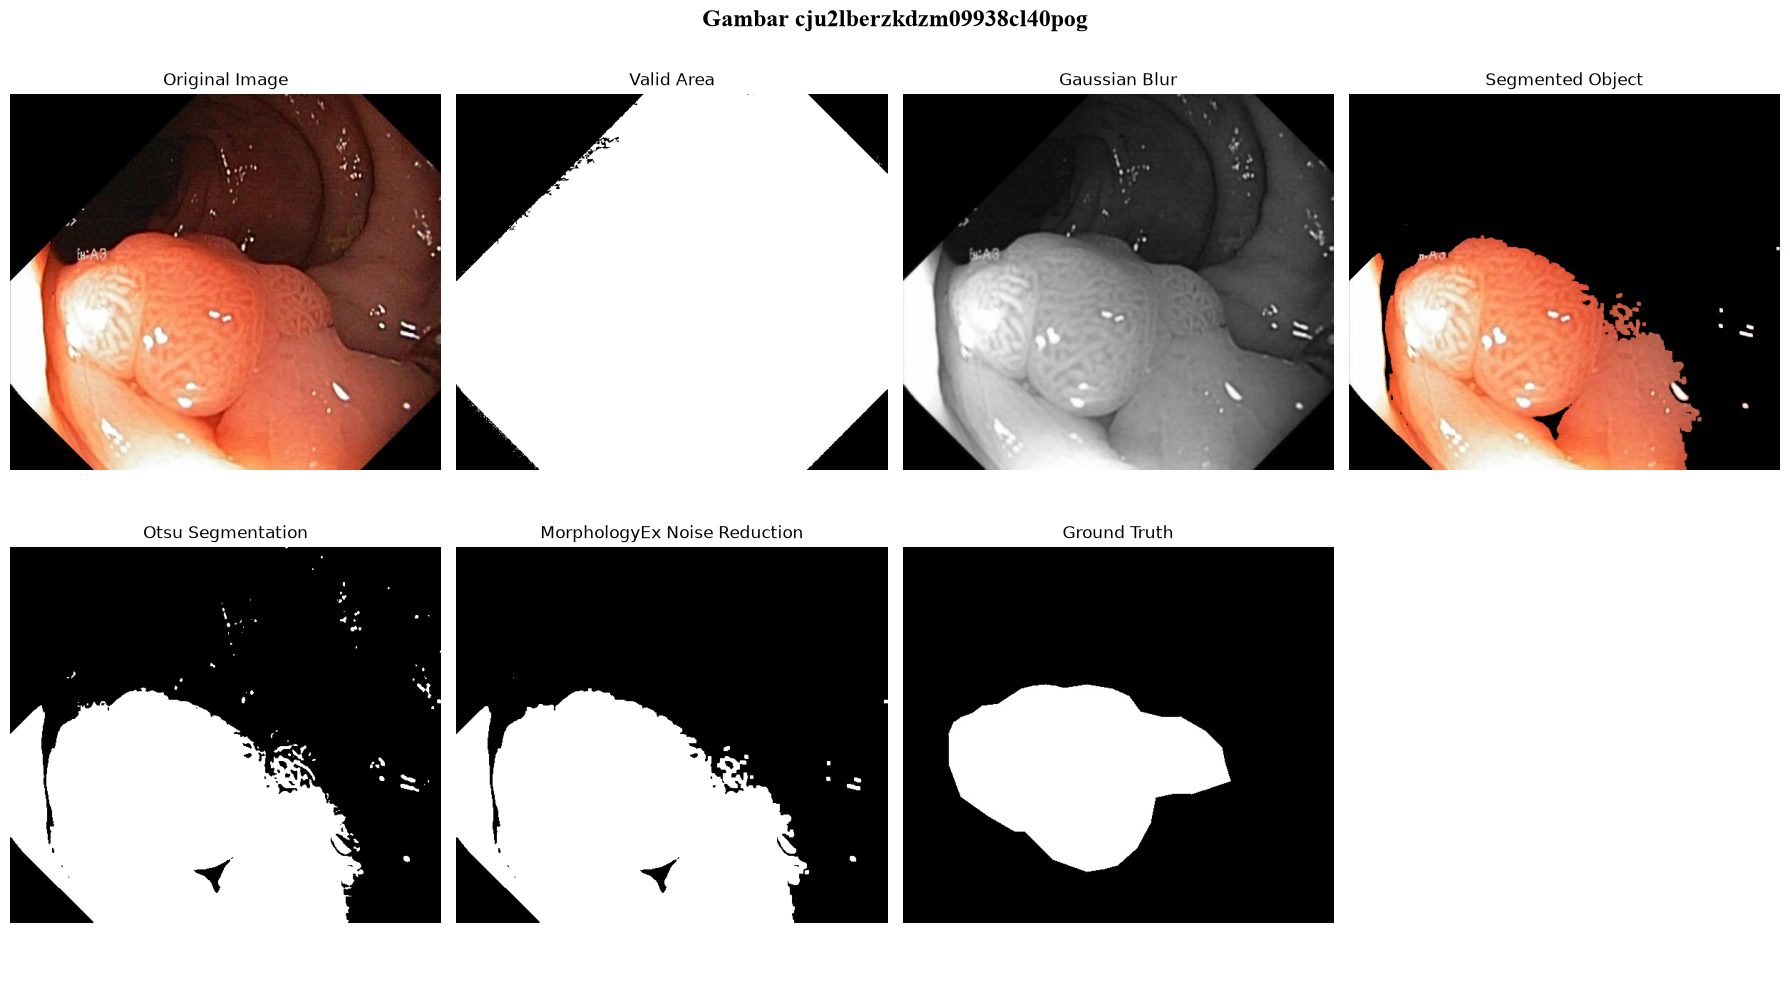 Gambar cju2lberzkdzm09938cl40pog
Original Image
Valid Area
Gaussian Blur
Segmented Object
Otsu Segmentation
MorphologyEx Noise Reduction
Ground Truth